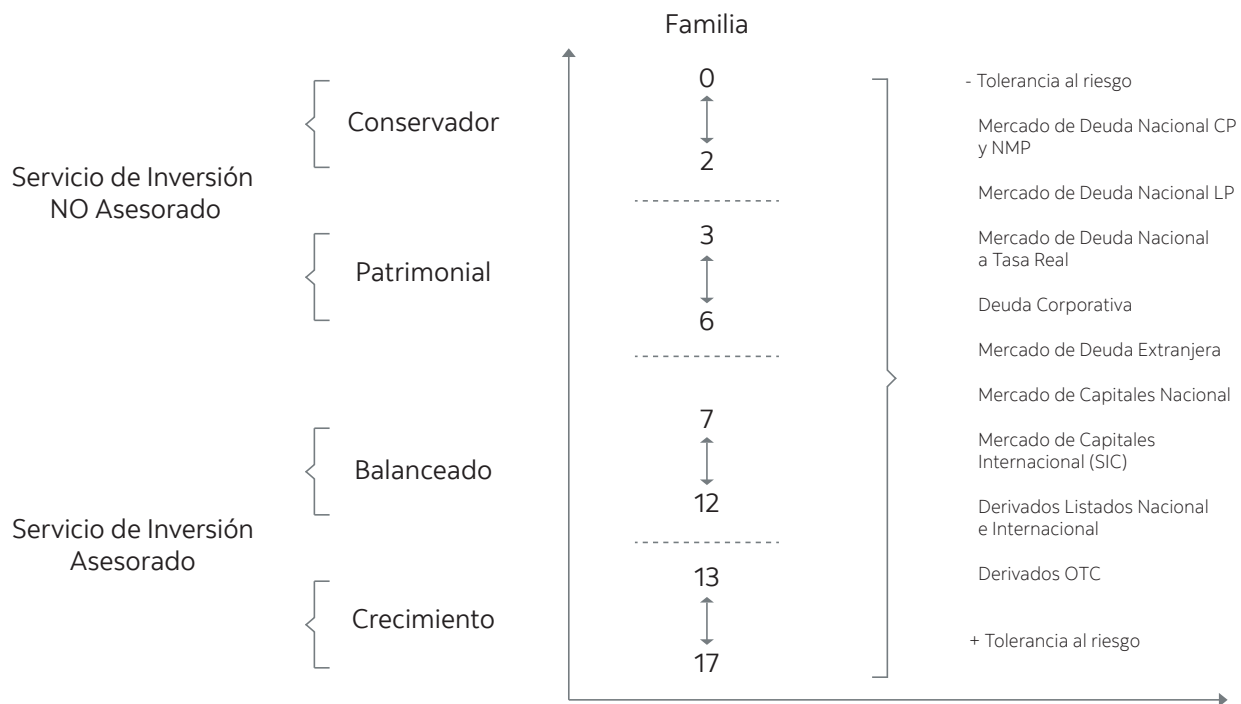 Familia
Servicio de Inversión
NO Asesorado
Conservador
0
2
Patrimonial
3
6
Servicio de Inversión
Asesorado
Balanceado
7
12
Crecimiento
13
17
- Tolerancia al riesgo
Mercado de Deuda Nacional CP
y NMP
Mercado de Deuda Nacional LP
Mercado de Deuda Nacional
a Tasa Real
Deuda Corporativa
Mercado de Deuda Extranjera
Mercado de Capitales Nacional
Mercado de Capitales
Internacional (SIC)
Derivados Listados Nacional
e Internacional
Derivados OTC
+ Tolerancia al riesgo